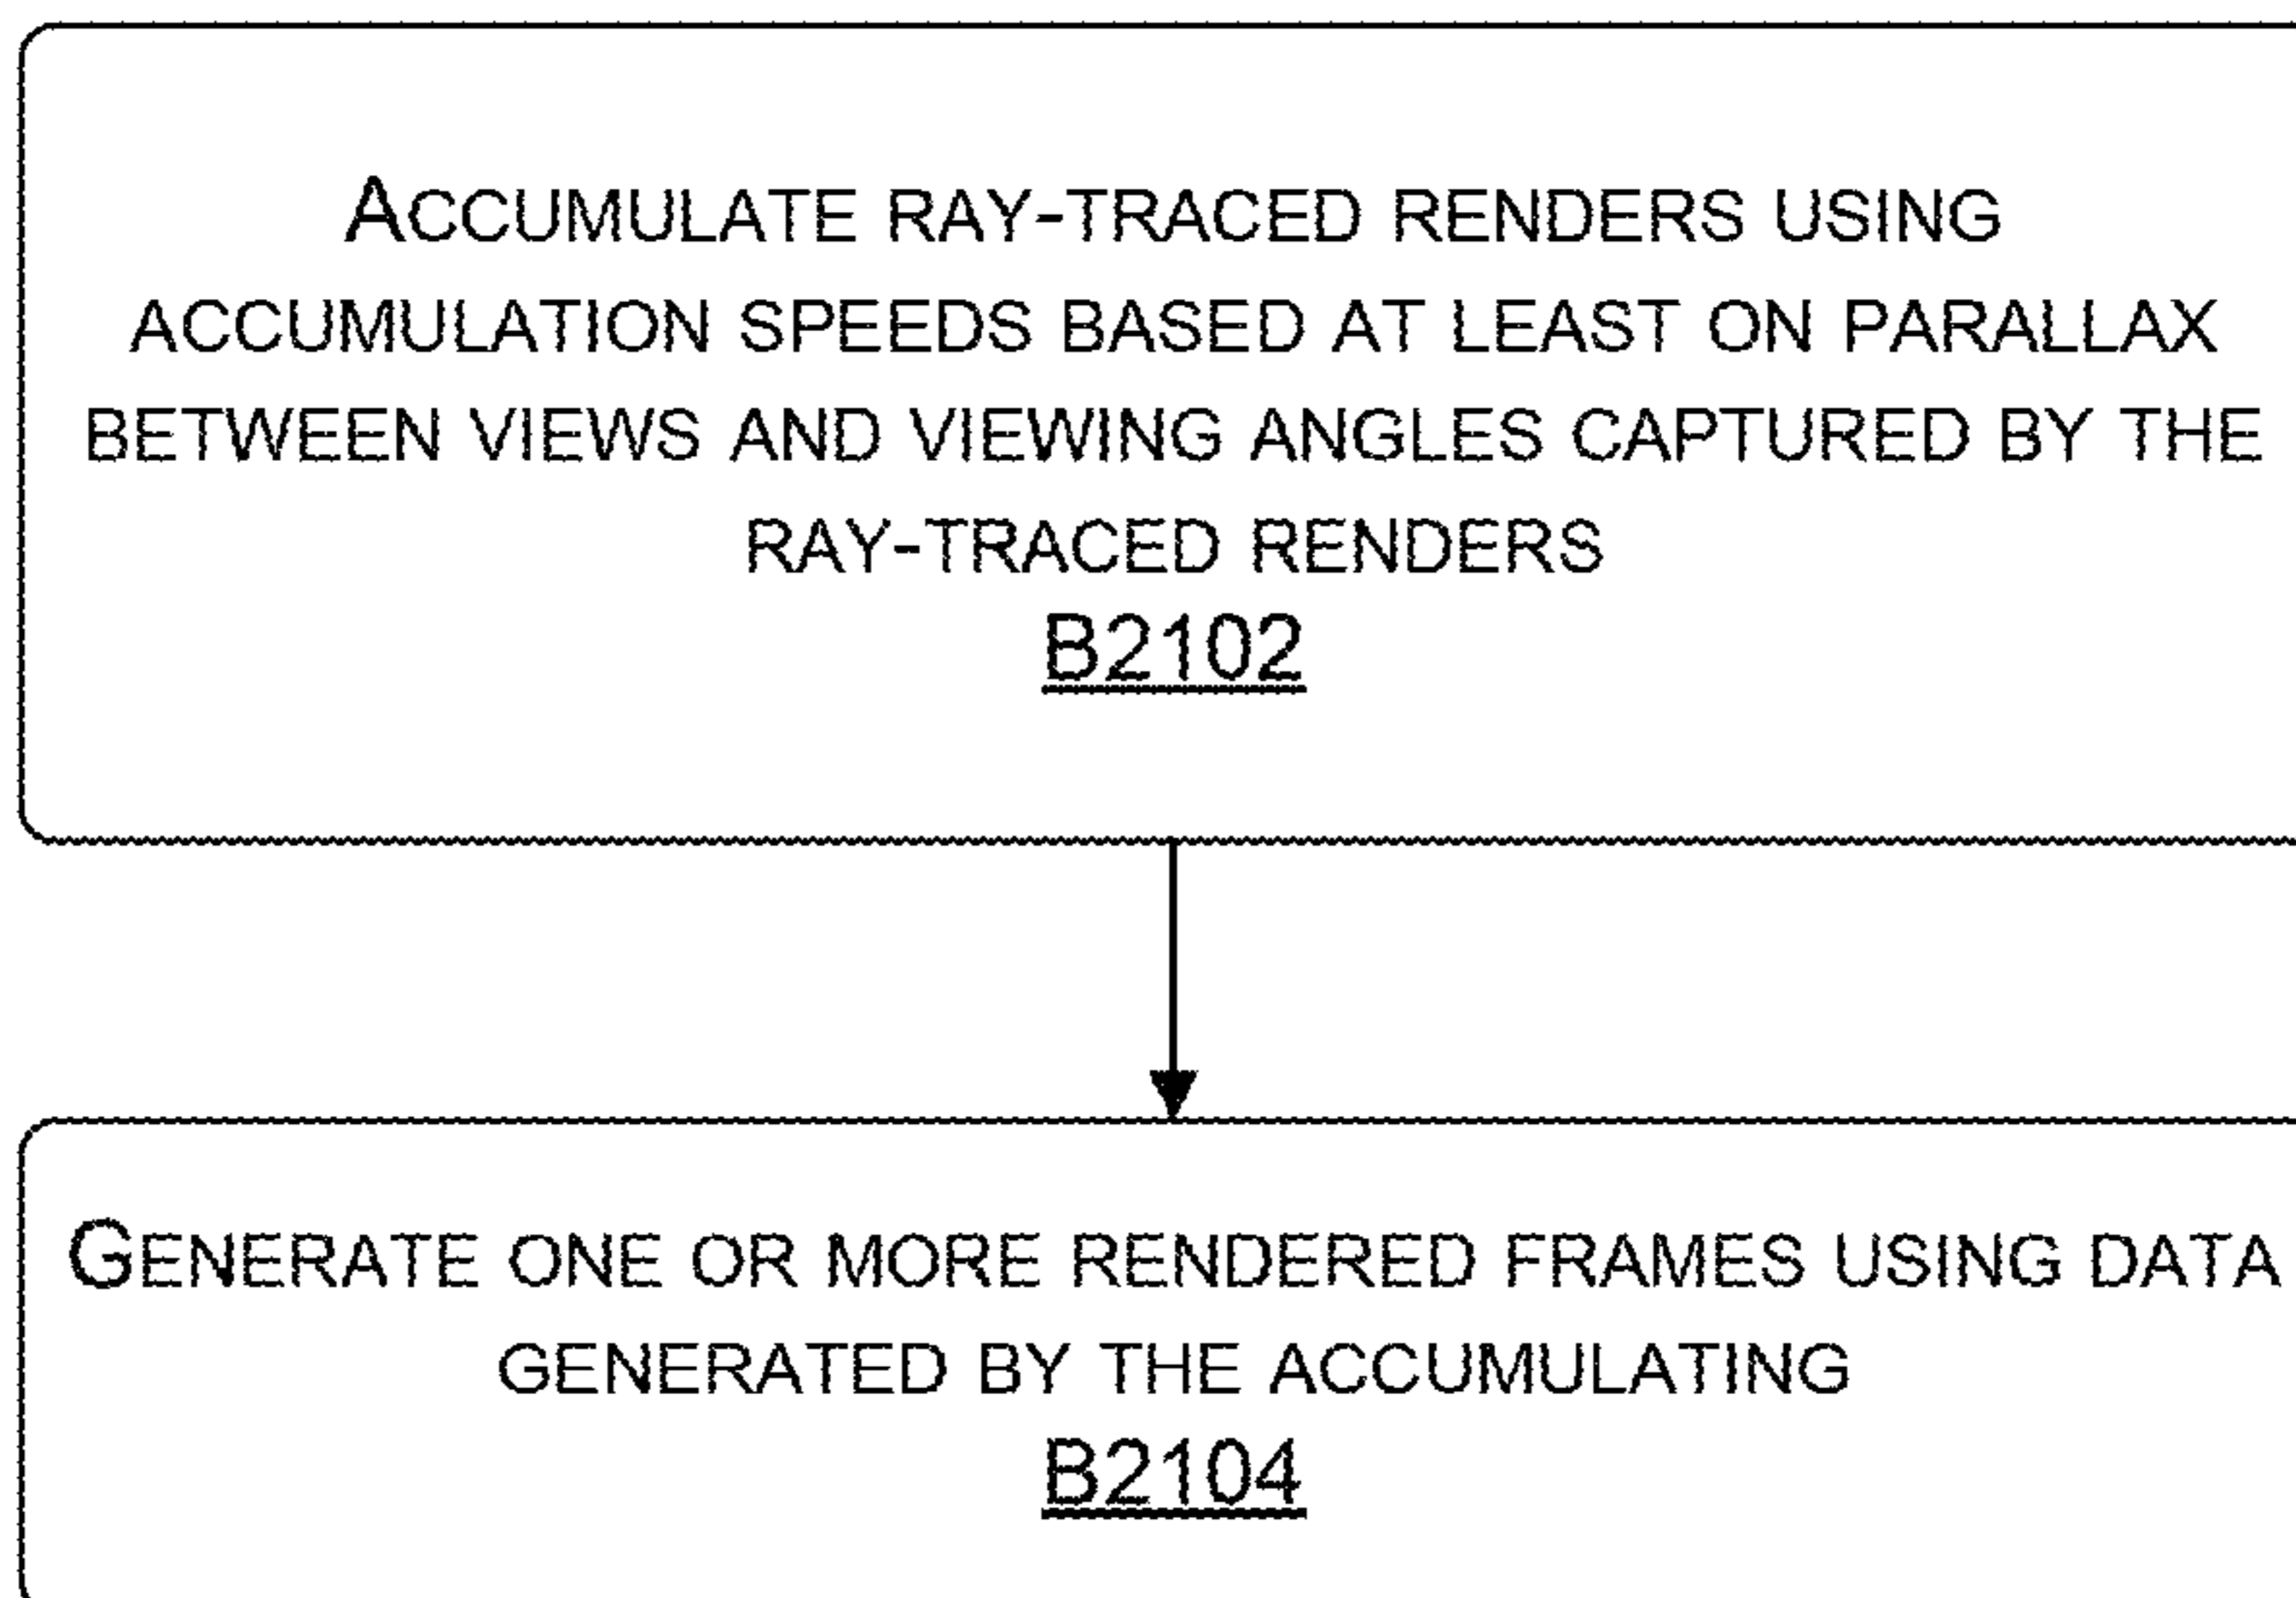 ACCUMULATE RAY-TRACED RENDERS USING
ACCUMULATION SPEEDS BASED AT LEAST ON PARALLAX
BETWEEN VIEWS AND VIEWING ANGLES CAPTURED BY THE
RAY-TRACED RENDERS
B2102
GENERATE ONE OR MORE RENDERED FRAMES USING DATA
GENERATED BY THE ACCUMULATING
B2104